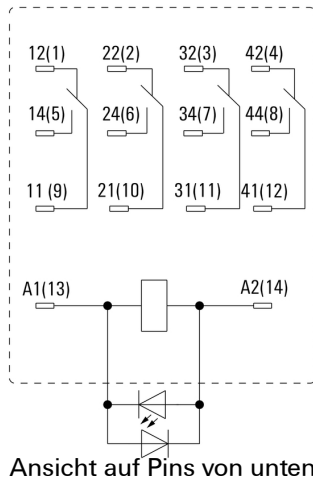 12(1) 22(2) 32(3) 42(4)
14(5) 24(6) 34(7) 44(8)
11 (9) 21(10) 31(11) 41(12)
A1(13) A2(14)
Ansicht auf Pins von unten